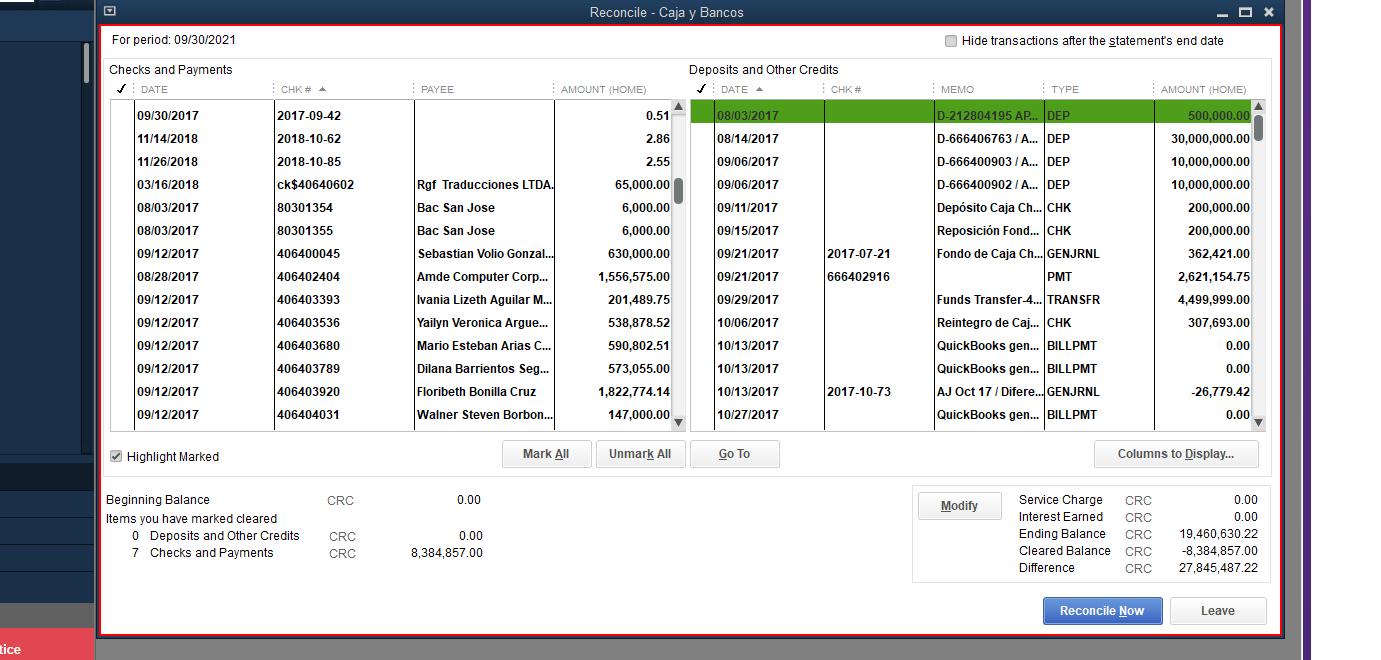 Reconcile - Caja y Bancos
For period: 09/30/2021
Hide transactions after the statement's end date
Checks and Payments
DATE CHK # PAYEE AMOUNT (HOME)
09/30/2017 2017-09-42 0.51
11/14/2018 2018-10-62 2.86
11/26/2018 2018-10-85 2.55
03/16/2018 ck$40640602 Rgf Traducciones LTDA. 65,000.00
08/03/2017 80301354 Bac San Jose 6,000.00
08/03/2017 80301355 Bac San Jose 6,000.00
09/12/2017 406400045 Sebastian Volio Gonzal... 630,000.00
08/28/2017 406402404 Amde Computer Corp... 1,556,575.00
09/12/2017 406403393 Ivania Lizeth Aguilar M... 201,489.75
09/12/2017 406403536 Yailyn Veronica Argue... 538,878.52
09/12/2017 406403680 Mario Esteban Arias C... 590,802.51
09/12/2017 406403789 Dilana Barrientos Seg... 573,055.00
09/12/2017 406403920 Floribeth Bonilla Cruz 1,822,774.14
09/12/2017 406404031 Walner Steven Borbon... 147,000.00
Deposits and Other Credits
DATE CHK # MEMO TYPE AMOUNT (HOME)
08/03/2017 D-212804195 AP... DEP 500,000.00
08/14/2017 D-666406763 / A... DEP 30,000,000.00
09/06/2017 D-666400903 / A... DEP 10,000,000.00
09/06/2017 D-666400902 / A... DEP 10,000,000.00
09/11/2017 Depósito Caja Ch... CHK 200,000.00
09/15/2017 Reposición Fond... CHK 200,000.00
09/21/2017 2017-07-21 Fondo de Caja Ch... GENJRNL 362,421.00
09/21/2017 666402916 PMT 2,621,154.75
09/29/2017 Funds Transfer-4... TRANSFR 4,499,999.00
10/06/2017 Reintegro de Caj... CHK 307,693.00
10/13/2017 QuickBooks gen... BILLPMT 0.00
10/13/2017 QuickBooks gen... BILLPMT 0.00
10/13/2017 2017-10-73 AJ Oct 17 / Difere... GENJRNL -26,779.42
10/27/2017 QuickBooks gen... BILLPMT 0.00
Highlight Marked
Mark All
Unmark All
Go To
Columns to Display...
Beginning Balance CRC 0.00
Items you have marked cleared
0 Deposits and Other Credits CRC 0.00
7 Checks and Payments CRC 8,384,857.00
Modify
Service Charge CRC 0.00
Interest Earned CRC 0.00
Ending Balance CRC 19,460,630.22
Cleared Balance CRC -8,384,857.00
Difference CRC 27,845,487.22
Reconcile Now
Leave
tice